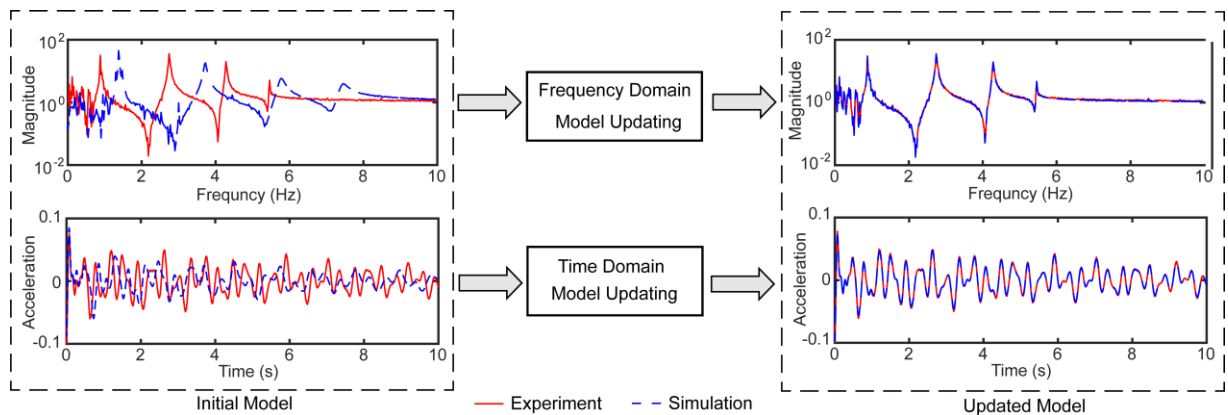 10^2
10^0
10^-2
Magnitude
0 2 4 6 8 10
Frequncy (Hz)
0.1
0
-0.1
Acceleration
0 2 4 6 8 10
Time (s)
Initial Model
Frequency Domain
Model Updating
Time Domain
Model Updating
Experiment
Simulation
10^2
10^0
10^-2
Magnitude
0 2 4 6 8 10
Frequncy (Hz)
0.1
0
-0.1
Acceleration
0 2 4 6 8 10
Time (s)
Updated Model